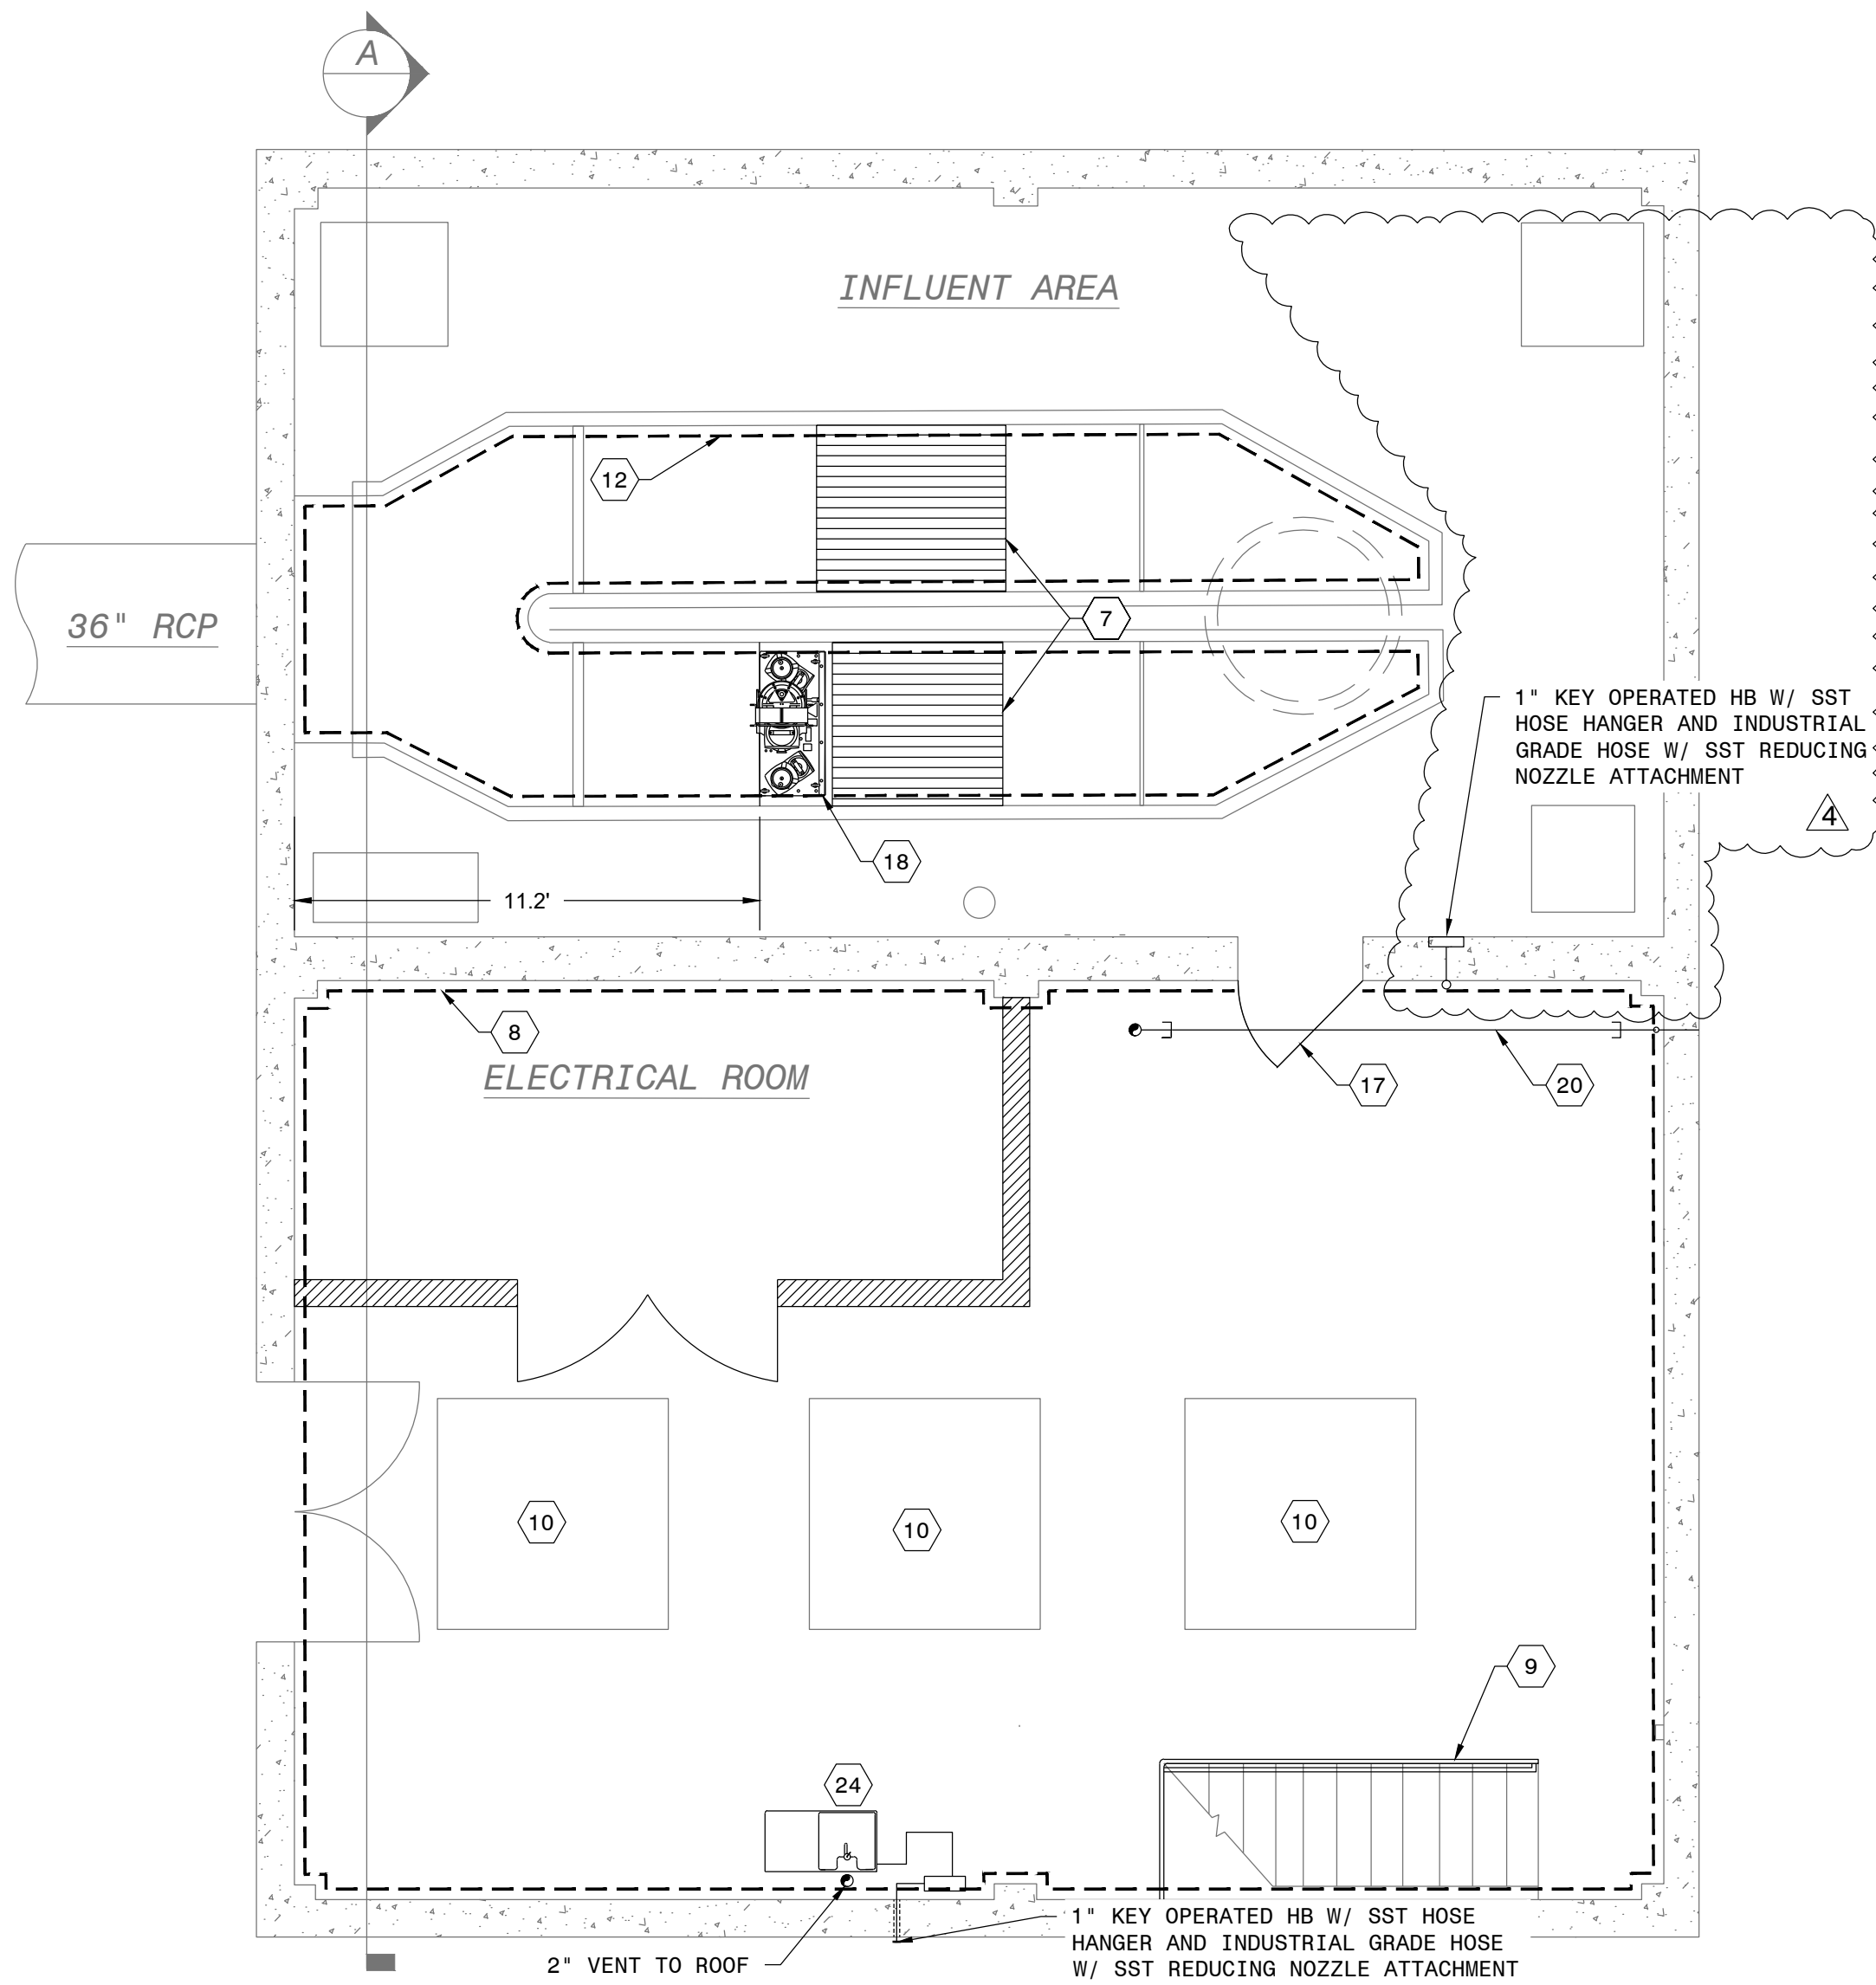 A
INFLUENT AREA
12
36" RCP
7
1" KEY OPERATED HB W/ SST
HOSE HANGER AND INDUSTRIAL
GRADE HOSE W/ SST REDUCING
NOZZLE ATTACHMENT
4
18
11.2'
8
ELECTRICAL ROOM
17
20
10
10
10
9
24
1" KEY OPERATED HB W/ SST HOSE
HANGER AND INDUSTRIAL GRADE HOSE
W/ SST REDUCING NOZZLE ATTACHMENT
2" VENT TO ROOF